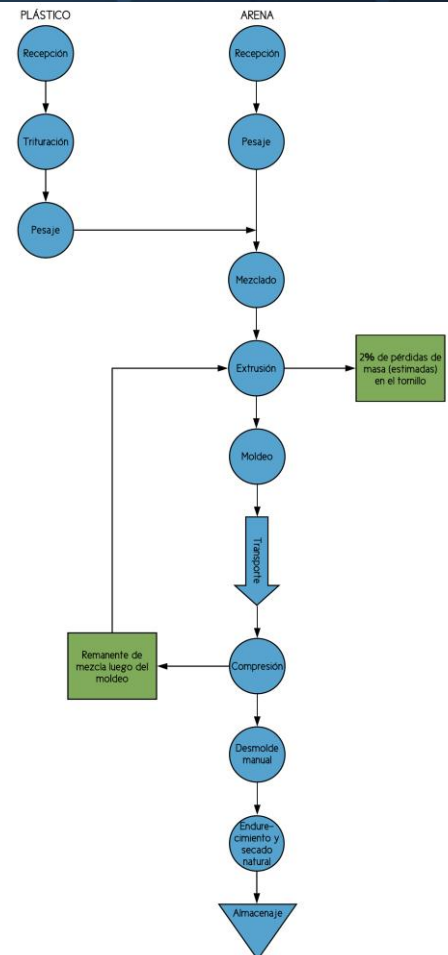 PLÁSTICO
ARENA
Recepción
Recepción
Trituración
Pesaje
Pesaje
Mezclado
Extrusión
2% de pérdidas de
masa (estimadas)
en el tornillo
Moldeo
Transporte
Remanente de
mezcla luego del
moldeo
Compresión
Desmolde
manual
Endure-
cimiento y
secado
natural
Almacenaje